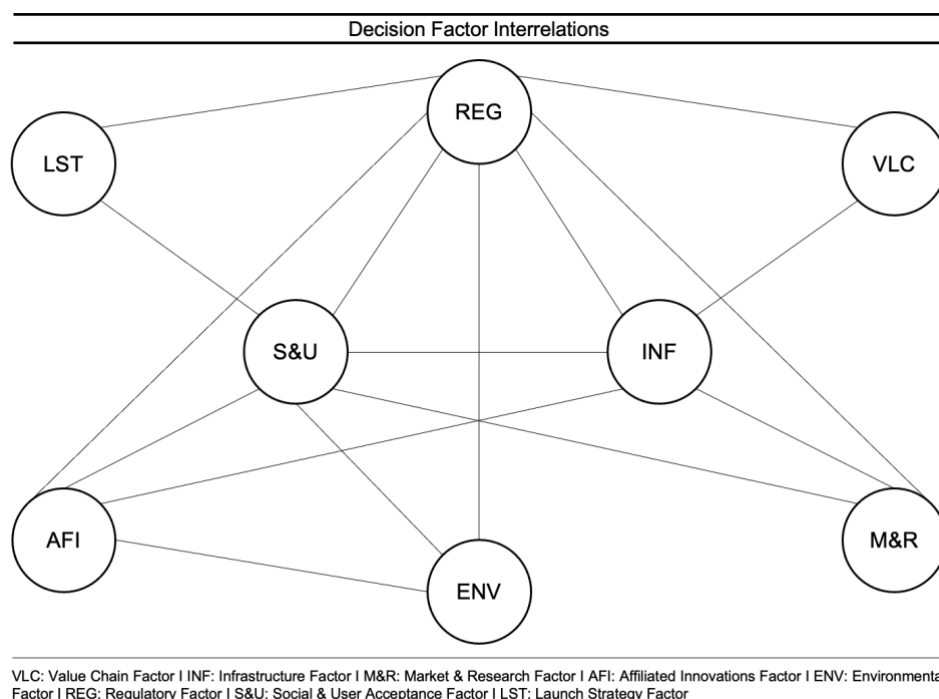 Decision Factor Interrelations
REG
LST
VLC
S&U
INF
AFI
M&R
ENV
VLC: Value Chain Factor I INF: Infrastructure Factor I M&R: Market & Research Factor I AFI: Affiliated Innovations Factor I ENV: Environmenta
Factor I REG: Regulatory Factor I S&U: Social & User Acceptance Factor I LST: Launch Strategy Factor